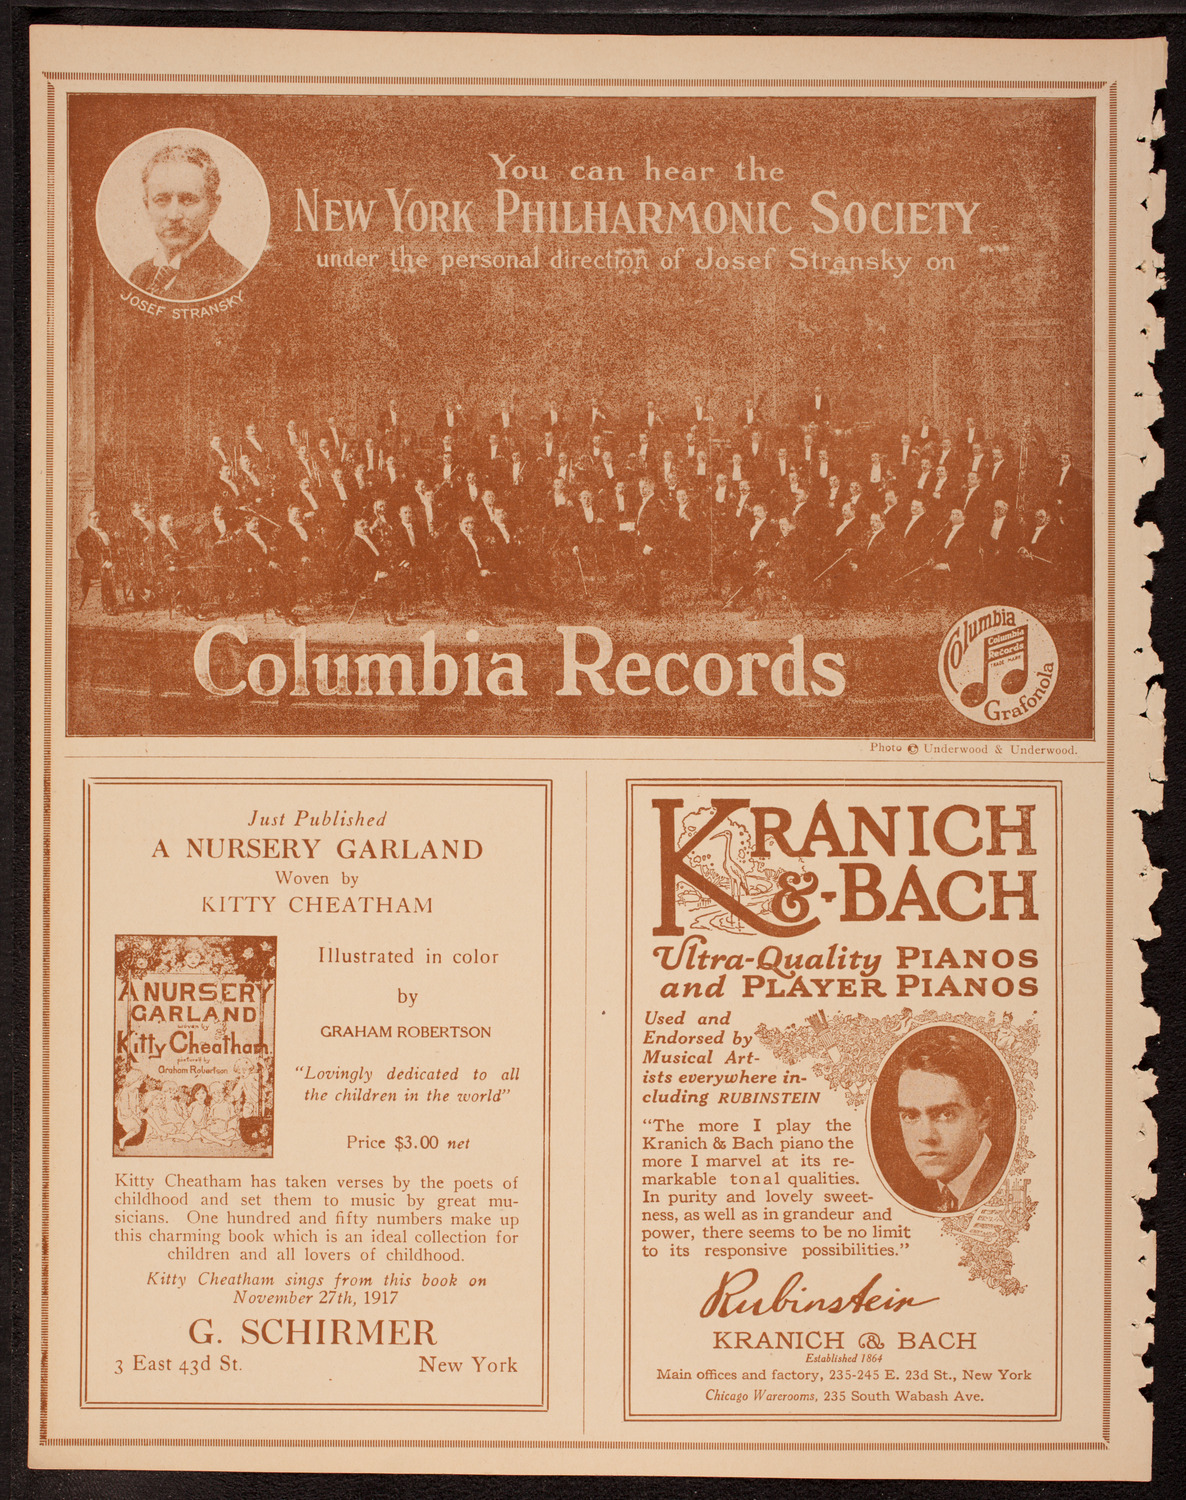 You can hear the
NEW YORK PHILHARMONIC SOCIETY
under the personal direction of Josef Stransky on
JOSEF STRANSKY
Columbia Records
Columbia
Columbia
Records
TRADE MARK
Grafonola
Photo © Underwood & Underwood.
Just Published
A NURSERY GARLAND
Woven by
KITTY CHEATHAM
A NURSERY
GARLAND
woven by
Kitty Cheatham.
pictured by
Graham Robertson
Illustrated in color
by
GRAHAM ROBERTSON
“Lovingly dedicated to all
the children in the world”
Price $3.00 net
Kitty Cheatham has taken verses by the poets of
childhood and set them to music by great mu-
sicians. One hundred and fifty numbers make up
this charming book which is an ideal collection for
children and all lovers of childhood.
Kitty Cheatham sings from this book on
November 27th, 1917
G. SCHIRMER
3 East 43d St. New York
KRANICH
&-BACH
Ultra-Quality PIANOS
and PLAYER PIANOS
Used and
Endorsed by
Musical Art-
ists everywhere in-
cluding RUBINSTEIN
“The more I play the
Kranich & Bach piano the
more I marvel at its re-
markable tonal qualities.
In purity and lovely sweet-
ness, as well as in grandeur and
power, there seems to be no limit
to its responsive possibilities.”
Rubinstein
KRANICH & BACH
Established 1864
Main offices and factory, 235-245 E. 23d St., New York
Chicago Warerooms, 235 South Wabash Ave.